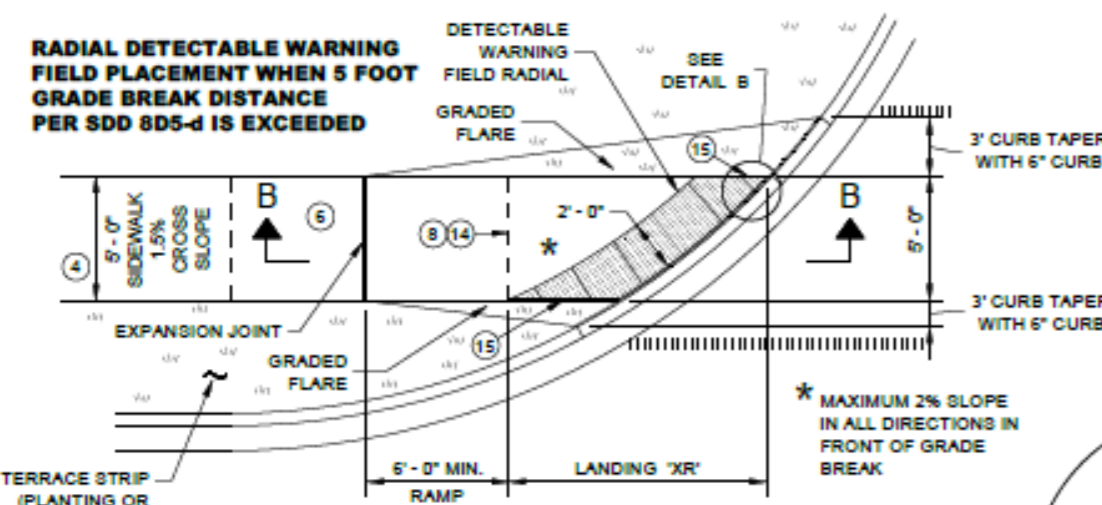 RADIAL DETECTABLE WARNING
FIELD PLACEMENT WHEN 5 FOOT
GRADE BREAK DISTANCE
PER SDD 8D5-d IS EXCEEDED
DETECTABLE
WARNING
FIELD RADIAL
SEE
DETAIL B
GRADED
FLARE
15
3' CURB TAPER
WITH 6" CURB
4
5' - 0"
SIDEWALK
1.5%
CROSS
SLOPE
B
6
8 14
*
2' - 0"
B
5' - 0"
EXPANSION JOINT
15
GRADED
FLARE
3' CURB TAPER
WITH 6" CURB
* MAXIMUM 2% SLOPE
IN ALL DIRECTIONS IN
FRONT OF GRADE
BREAK
6' - 0" MIN.
RAMP
LANDING 'XR'
TERRACE STRIP
(PLANTING OR